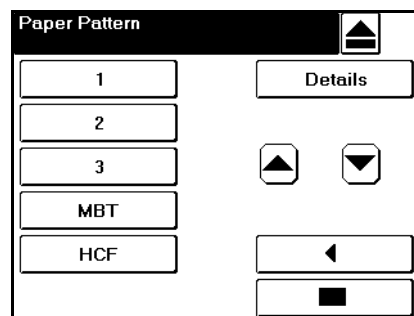 Paper Pattern
1
Details
2
3
MBT
HCF